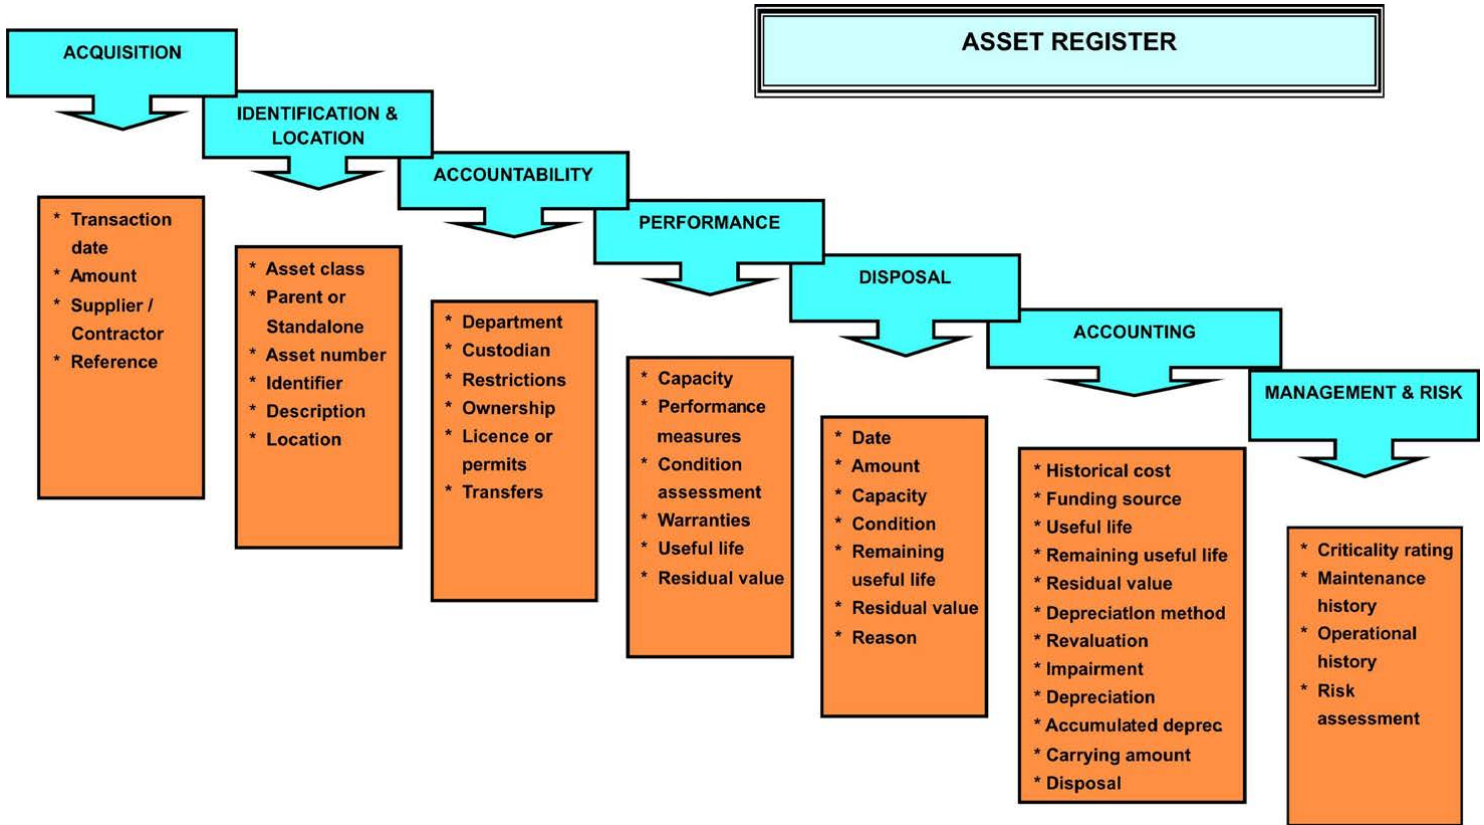 ASSET REGISTER
ACQUISITION
* Transaction
date
* Amount
* Supplier /
Contractor
* Reference
IDENTIFICATION &
LOCATION
* Asset class
* Parent or
Standalone
* Asset number
* Identifier
* Description
* Location
ACCOUNTABILITY
* Department
* Custodian
* Restrictions
* Ownership
* Licence or
permits
* Transfers
PERFORMANCE
* Capacity
* Performance
measures
* Condition
assessment
* Warranties
* Useful life
* Residual value
DISPOSAL
* Date
* Amount
* Capacity
* Condition
* Remaining
useful life
* Residual value
* Reason
ACCOUNTING
* Historical cost
* Funding source
* Useful life
* Remaining useful life
* Residual value
* Depreciation method
* Revaluation
* Impairment
* Depreciation
* Accumulated deprec.
* Carrying amount
* Disposal
MANAGEMENT & RISK
* Criticality rating
* Maintenance
history
* Operational
history
* Risk
assessment